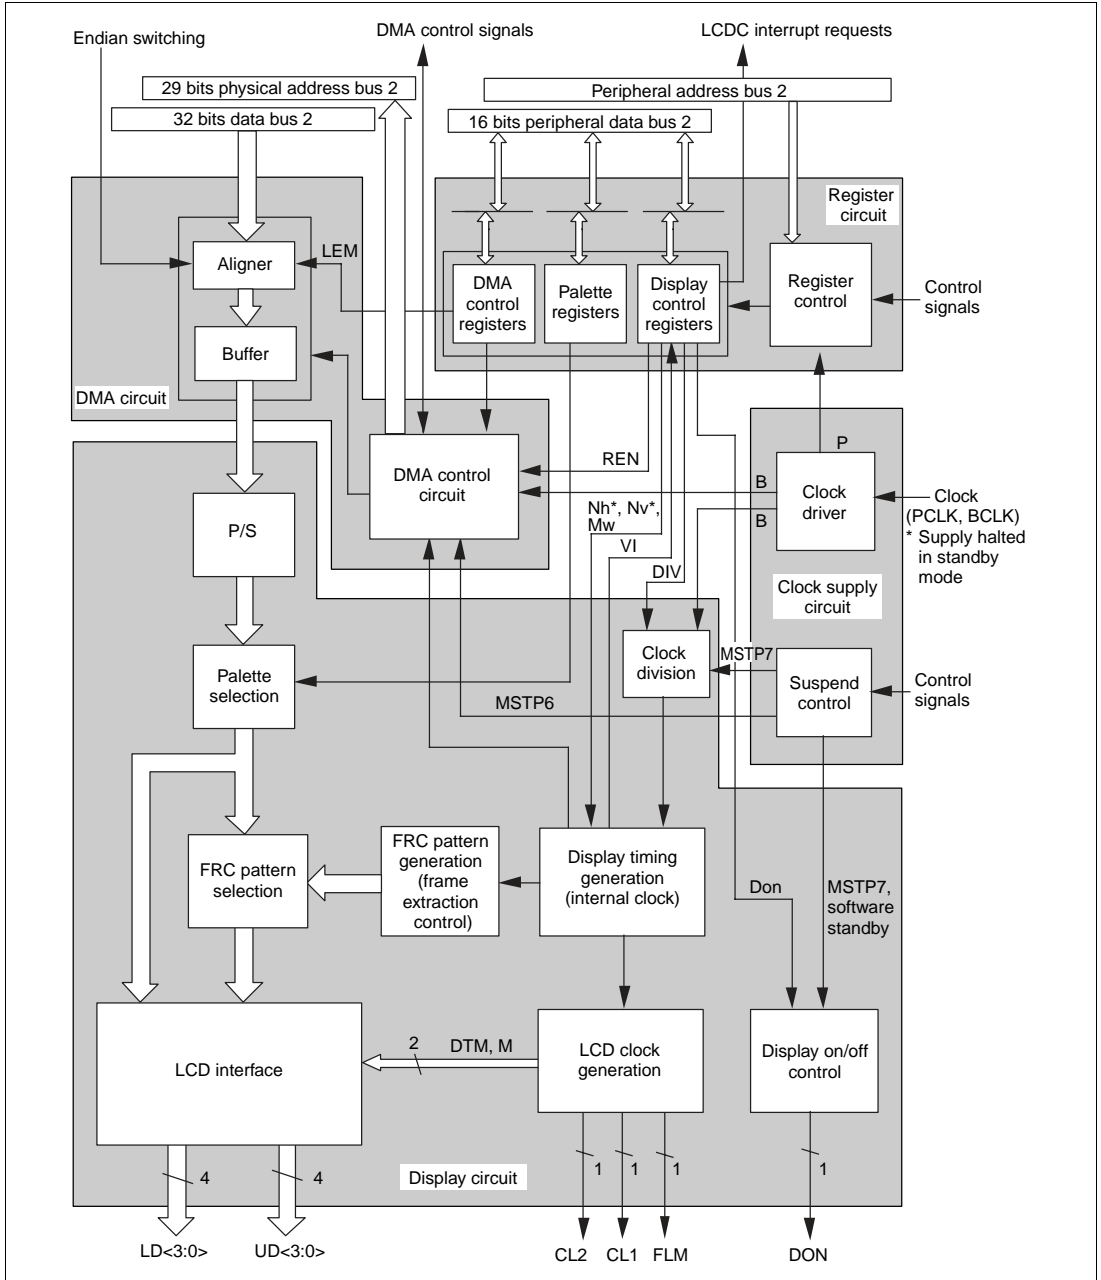 Endian switching
DMA control signals
LCDC interrupt requests
29 bits physical address bus 2
Peripheral address bus 2
32 bits data bus 2
16 bits peripheral data bus 2
Register
circuit
LEM
Aligner
DMA
control
registers
Palette
registers
Display
control
registers
Register
control
Control
signals
Buffer
DMA circuit
P
REN
DMA control
circuit
B
B
Clock
driver
Clock
(PCLK, BCLK)
* Supply halted
in standby
mode
Nh*, Nv*,
Mw
VI
DIV
P/S
Clock supply
circuit
Clock
division
MSTP7
Palette
selection
Suspend
control
Control
signals
MSTP6
FRC pattern
selection
FRC pattern
generation
(frame
extraction
control)
Display timing
generation
(internal clock)
Don
MSTP7,
software
standby
LCD interface
2
DTM, M
LCD clock
generation
Display on/off
control
4
4
Display circuit
1
1
1
1
LD<3:0>
UD<3:0>
CL2
CL1
FLM
DON